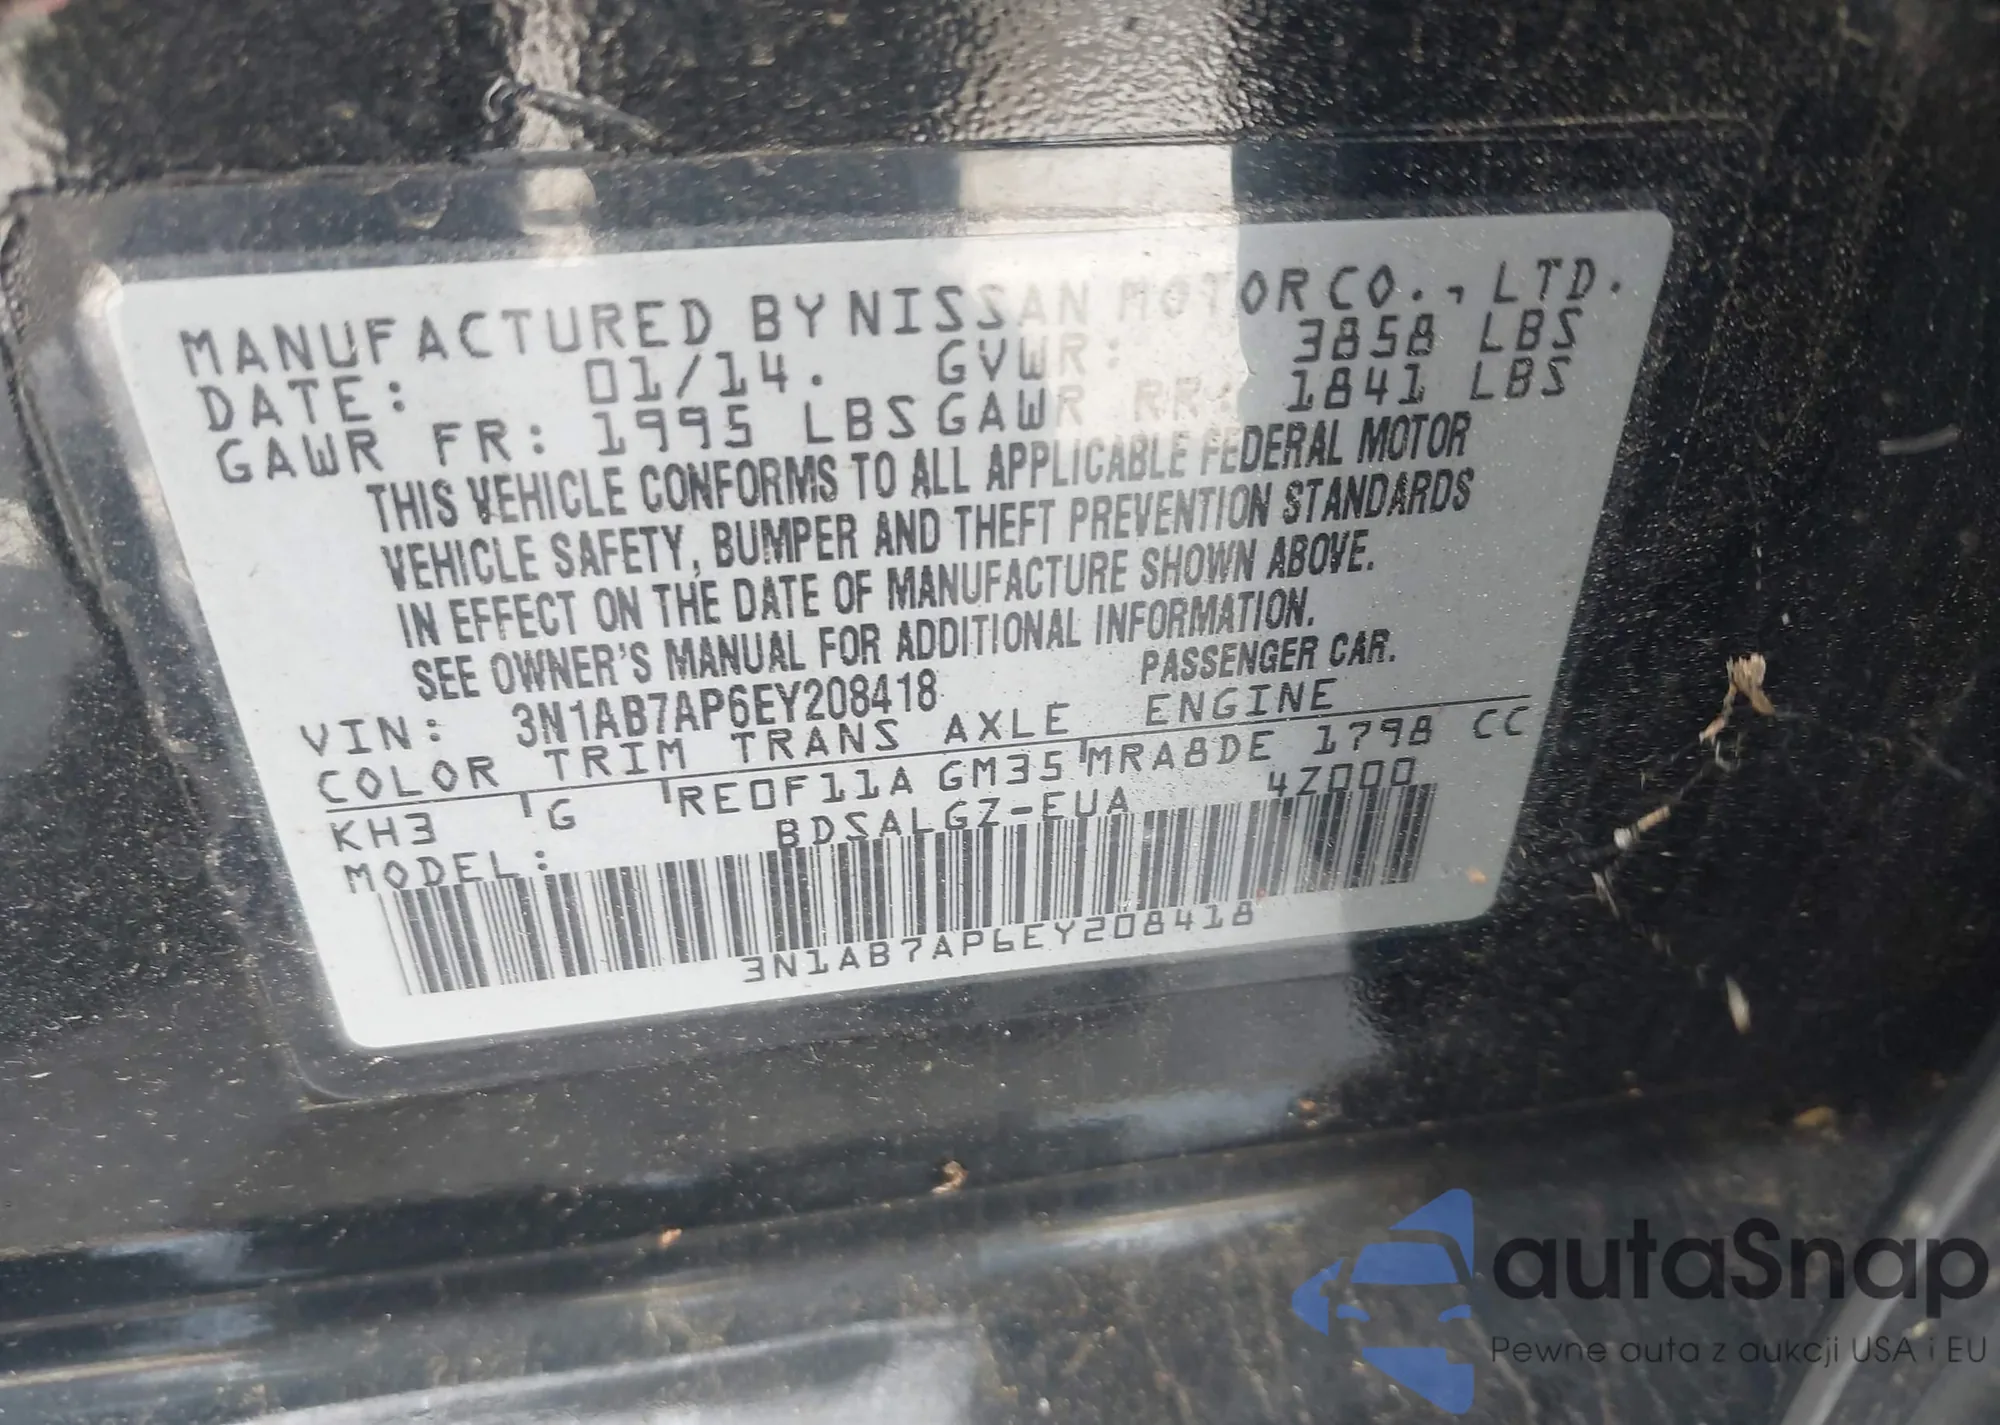 MANUFACTURED BY NISSAN MOTOR CO., LTD.
DATE: 01/14. GVWR: 3858 LBS
GAWR FR: 1995 LBS GAWR RR: 1841 LBS
THIS VEHICLE CONFORMS TO ALL APPLICABLE FEDERAL MOTOR
VEHICLE SAFETY, BUMPER AND THEFT PREVENTION STANDARDS
IN EFFECT ON THE DATE OF MANUFACTURE SHOWN ABOVE.
SEE OWNER'S MANUAL FOR ADDITIONAL INFORMATION.
VIN: 3N1AB7AP6EY208418 PASSENGER CAR.
COLOR TRIM TRANS AXLE ENGINE
KH3 G RE0F11A GM35 MRA8DE 1798 CC
MODEL: BDSALGZ-EUA 4Z000
3N1AB7AP6EY208418
autaSnap
Pewne auta z aukcji USA i EU